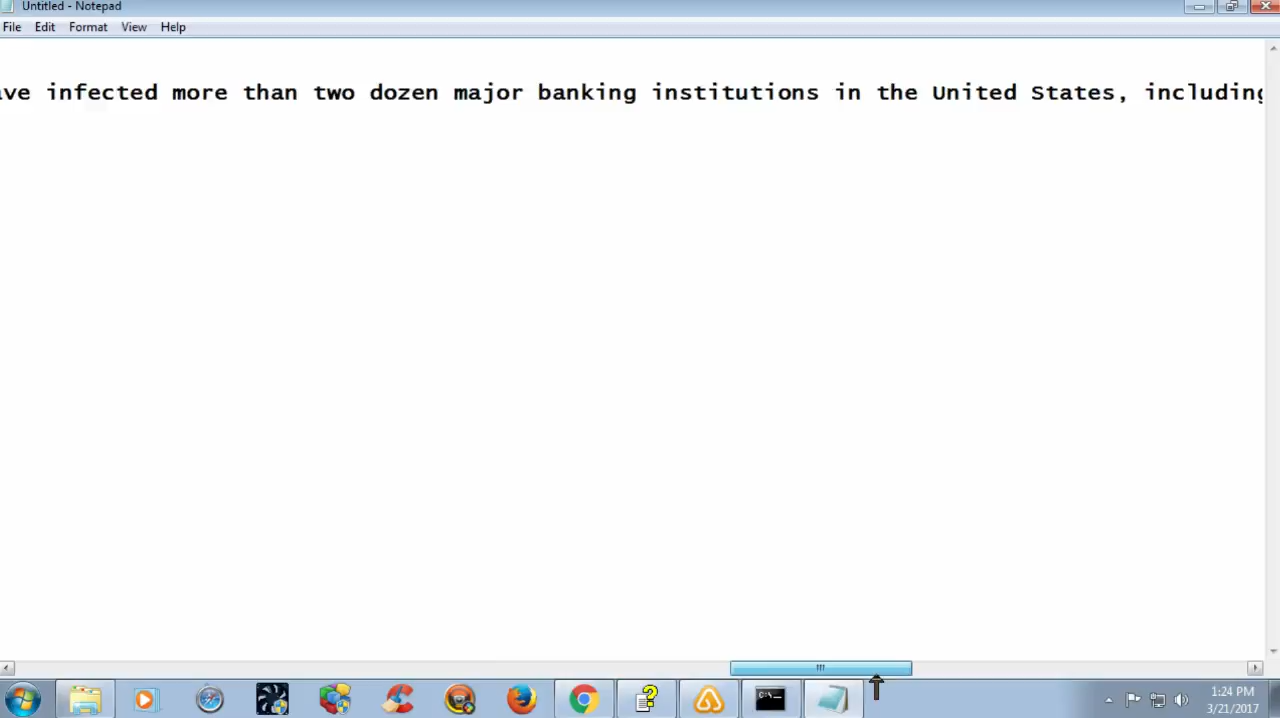 Untitled - Notepad
File Edit Format View Help
ave infected more than two dozen major banking institutions in the United States, including
1:24 PM
3/21/2017